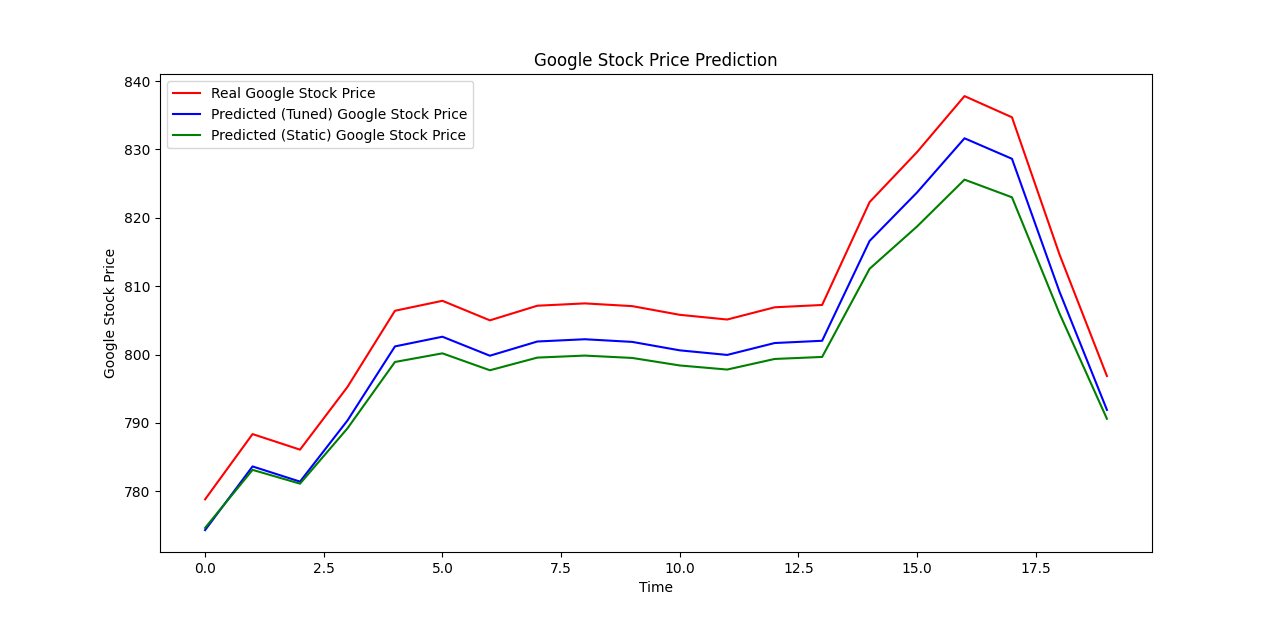 Google Stock Price Prediction
Real Google Stock Price
Predicted (Tuned) Google Stock Price
Predicted (Static) Google Stock Price
Google Stock Price
840
830
820
810
800
790
780
0.0 2.5 5.0 7.5 10.0 12.5 15.0 17.5
Time